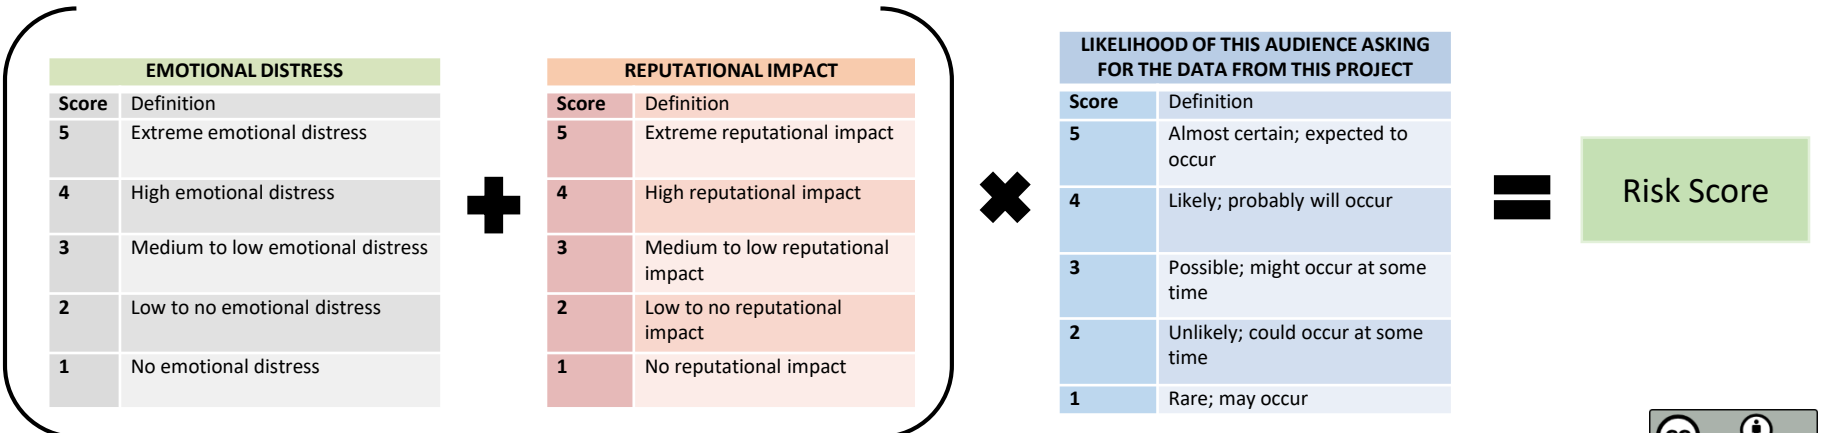 EMOTIONAL DISTRESS
Score Definition
5 Extreme emotional distress
4 High emotional distress
3 Medium to low emotional distress
2 Low to no emotional distress
1 No emotional distress
REPUTATIONAL IMPACT
Score Definition
5 Extreme reputational impact
4 High reputational impact
3 Medium to low reputational
impact
2 Low to no reputational
impact
1 No reputational impact
LIKELIHOOD OF THIS AUDIENCE ASKING
FOR THE DATA FROM THIS PROJECT
Score Definition
5 Almost certain; expected to
occur
4 Likely; probably will occur
3 Possible; might occur at some
time
2 Unlikely; could occur at some
time
1 Rare; may occur
Risk Score
cc